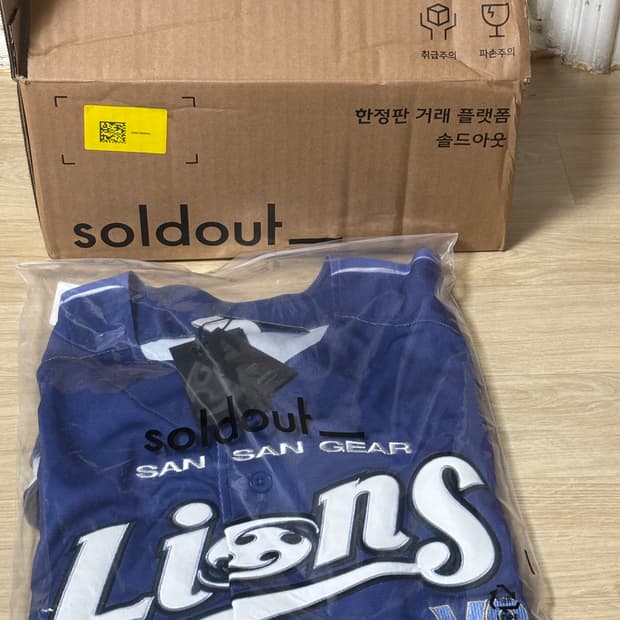 취급주의
파손주의
한정판 거래 플랫폼
솔드아웃
soldout_
soldout_
SAN SAN GEAR
Lions